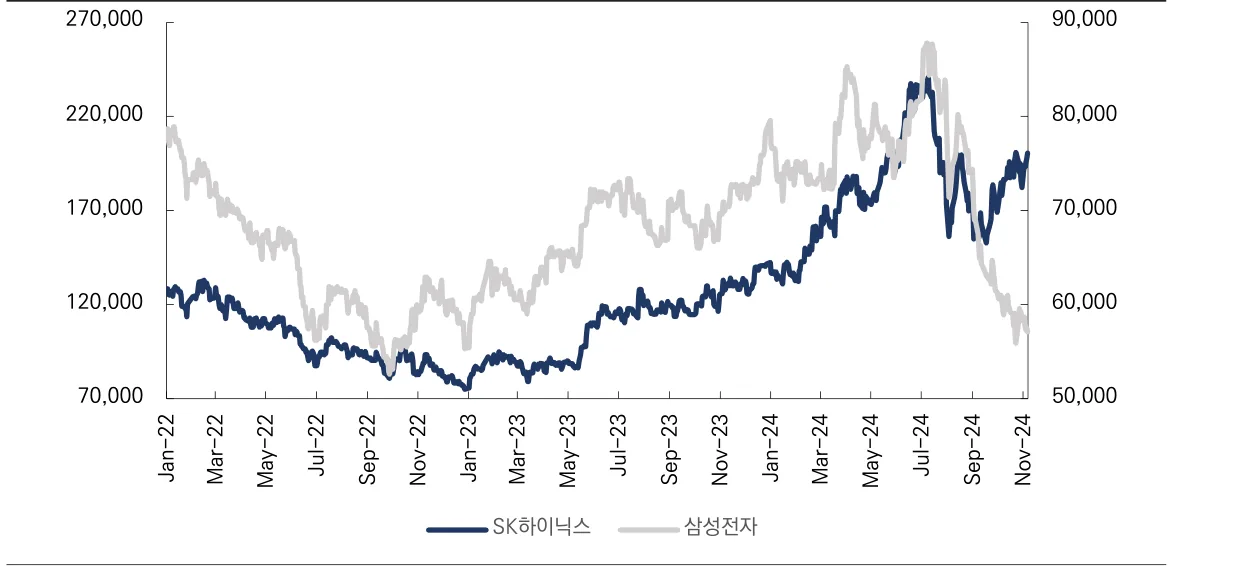 270,000
220,000
170,000
120,000
70,000
90,000
80,000
70,000
60,000
50,000
Jan-22
Mar-22
May-22
Jul-22
Sep-22
Nov-22
Jan-23
Mar-23
May-23
Jul-23
Sep-23
Nov-23
Jan-24
Mar-24
May-24
Jul-24
Sep-24
Nov-24
SK하이닉스 삼성전자